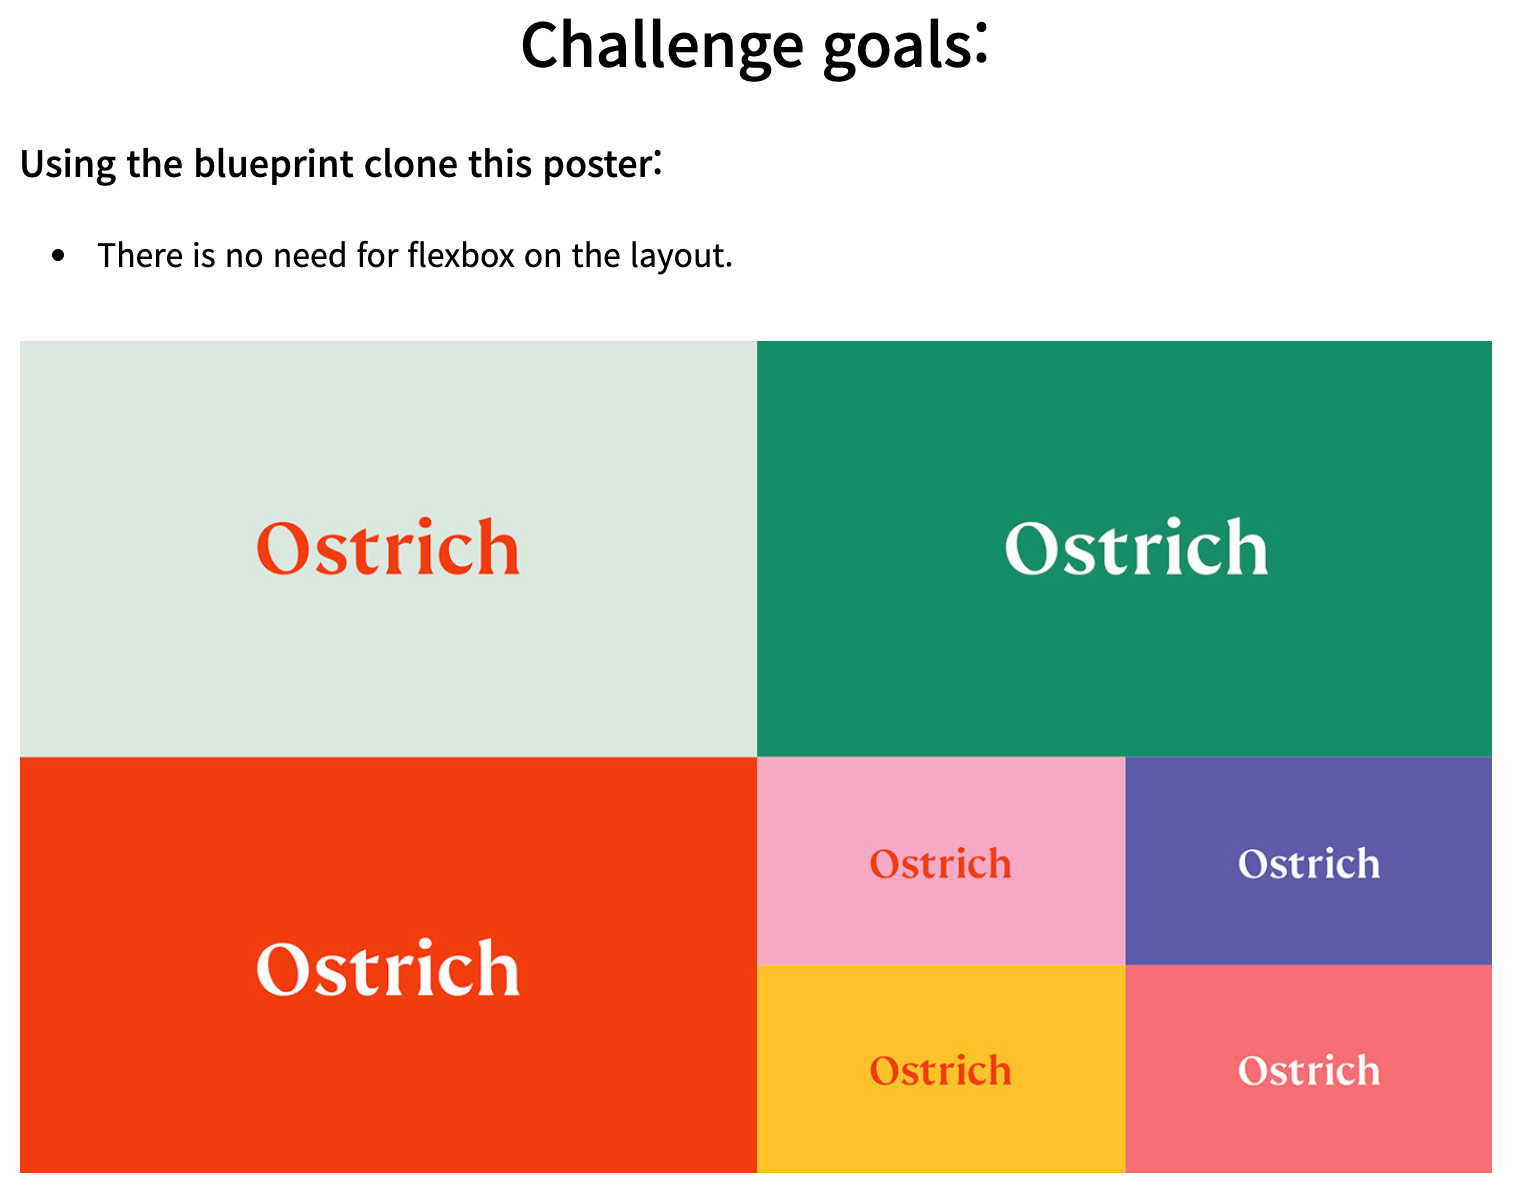 Challenge goals:
Using the blueprint clone this poster:
• There is no need for flexbox on the layout.
Ostrich
Ostrich
Ostrich
Ostrich
Ostrich
Ostrich
Ostrich